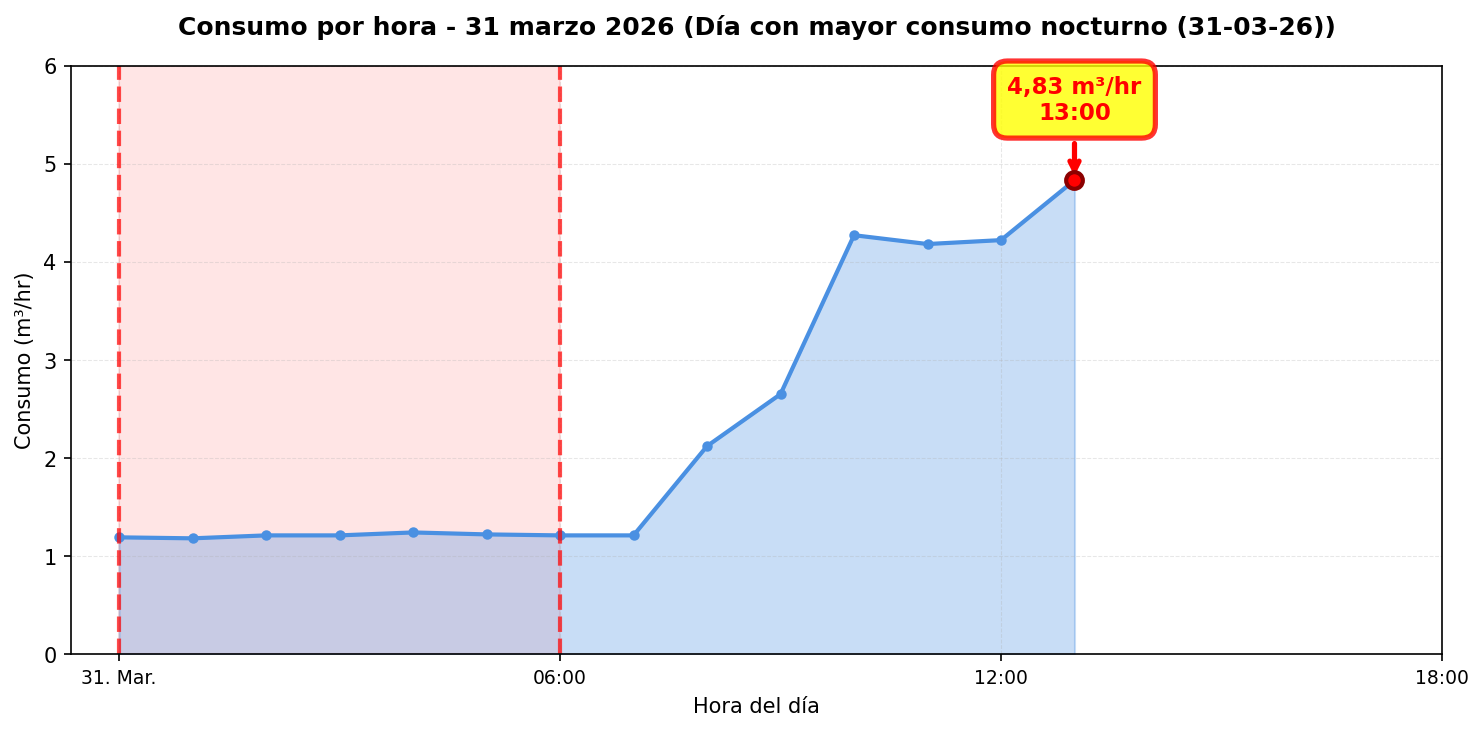 Consumo por hora - 31 marzo 2026 (Día con mayor consumo nocturno (31-03-26))
4,83 m³/hr
13:00
Consumo (m³/hr)
6
5
4
3
2
1
0
31. Mar.
06:00
12:00
18:00
Hora del día